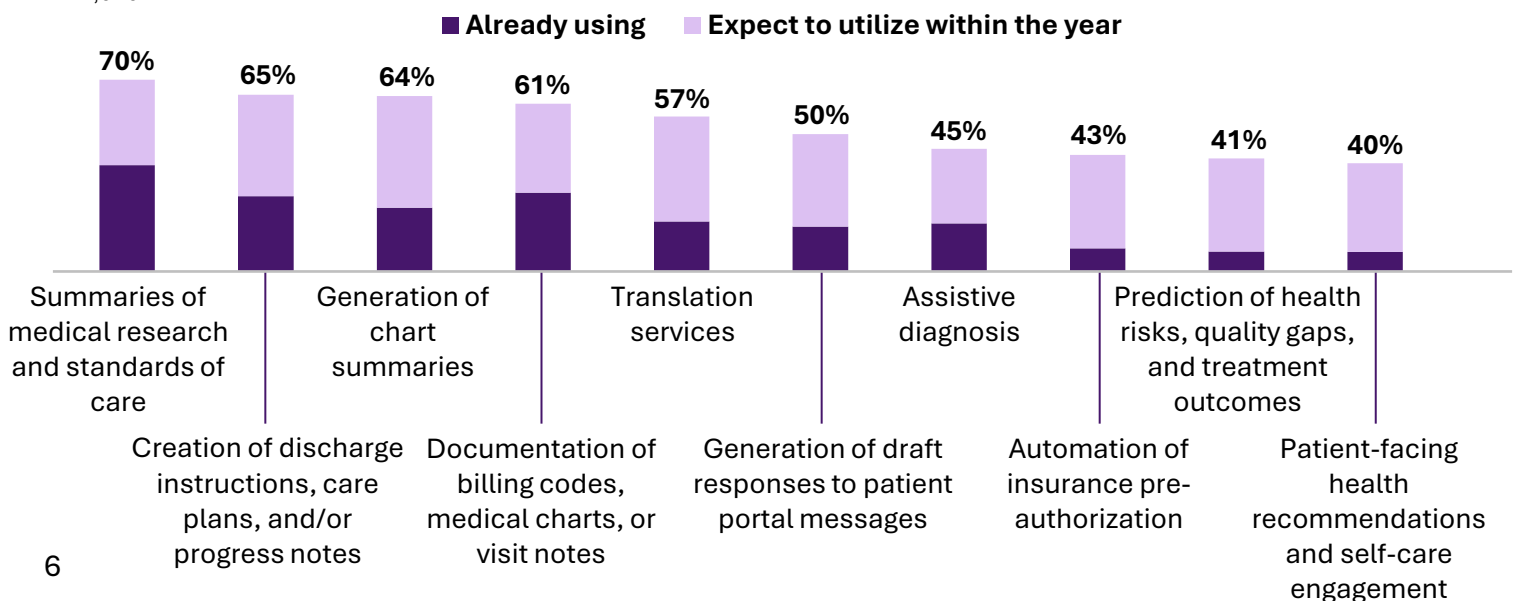 Already using
Expect to utilize within the year
70%
65%
64%
61%
57%
50%
45%
43%
41%
40%
Summaries of
medical research
and standards of
care
Creation of discharge
instructions, care
plans, and/or
progress notes
Generation of
chart
summaries
Documentation of
billing codes,
medical charts, or
visit notes
Translation
services
Generation of draft
responses to patient
portal messages
Assistive
diagnosis
Automation of
insurance pre-
authorization
Prediction of health
risks, quality gaps,
and treatment
outcomes
Patient-facing
health
recommendations
and self-care
engagement
6